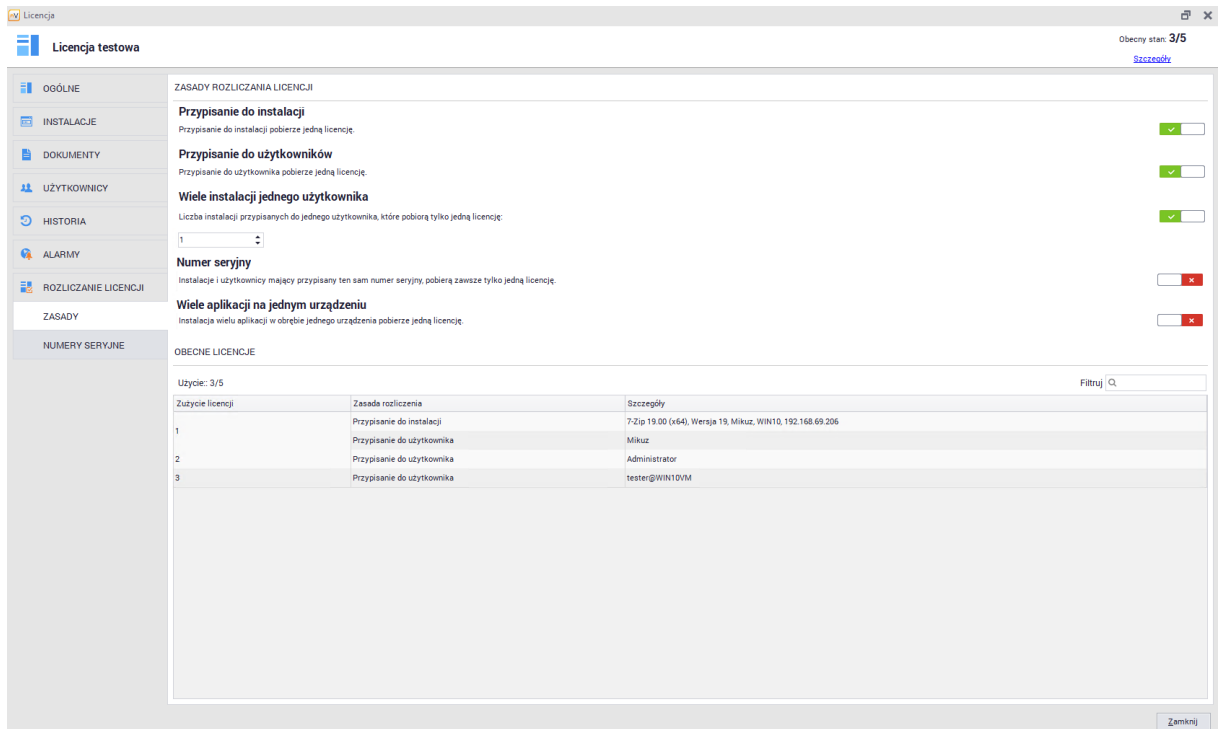 nV Licencja
Licencja testowa
Obecny stan: 3/5
Szczegóły
OGÓLNE
INSTALACJE
DOKUMENTY
UŻYTKOWNICY
HISTORIA
ALARMY
ROZLICZANIE LICENCJI
ZASADY
NUMERY SERYJNE
ZASADY ROZLICZANIA LICENCJI
Przypisanie do instalacji
Przypisanie do instalacji pobierze jedną licencję.
Przypisanie do użytkowników
Przypisanie do użytkownika pobierze jedną licencję.
Wiele instalacji jednego użytkownika
Liczba instalacji przypisanych do jednego użytkownika, które pobiorą tylko jedną licencję:
1
Numer seryjny
Instalacje i użytkownicy mający przypisany ten sam numer seryjny, pobierą zawsze tylko jedną licencję.
Wiele aplikacji na jednym urządzeniu
Instalacja wielu aplikacji w obrębie jednego urządzenia pobierze jedną licencję.
OBECNE LICENCJE
Użycie:: 3/5
Filtruj
Zużycie licencji Zasada rozliczenia Szczegóły
1 Przypisanie do instalacji 7-Zip 19.00 (x64), Wersja 19, Mikuz, WIN10, 192.168.69.206
Przypisanie do użytkownika Mikuz
2 Przypisanie do użytkownika Administrator
3 Przypisanie do użytkownika tester@WIN10VM
Zamknij